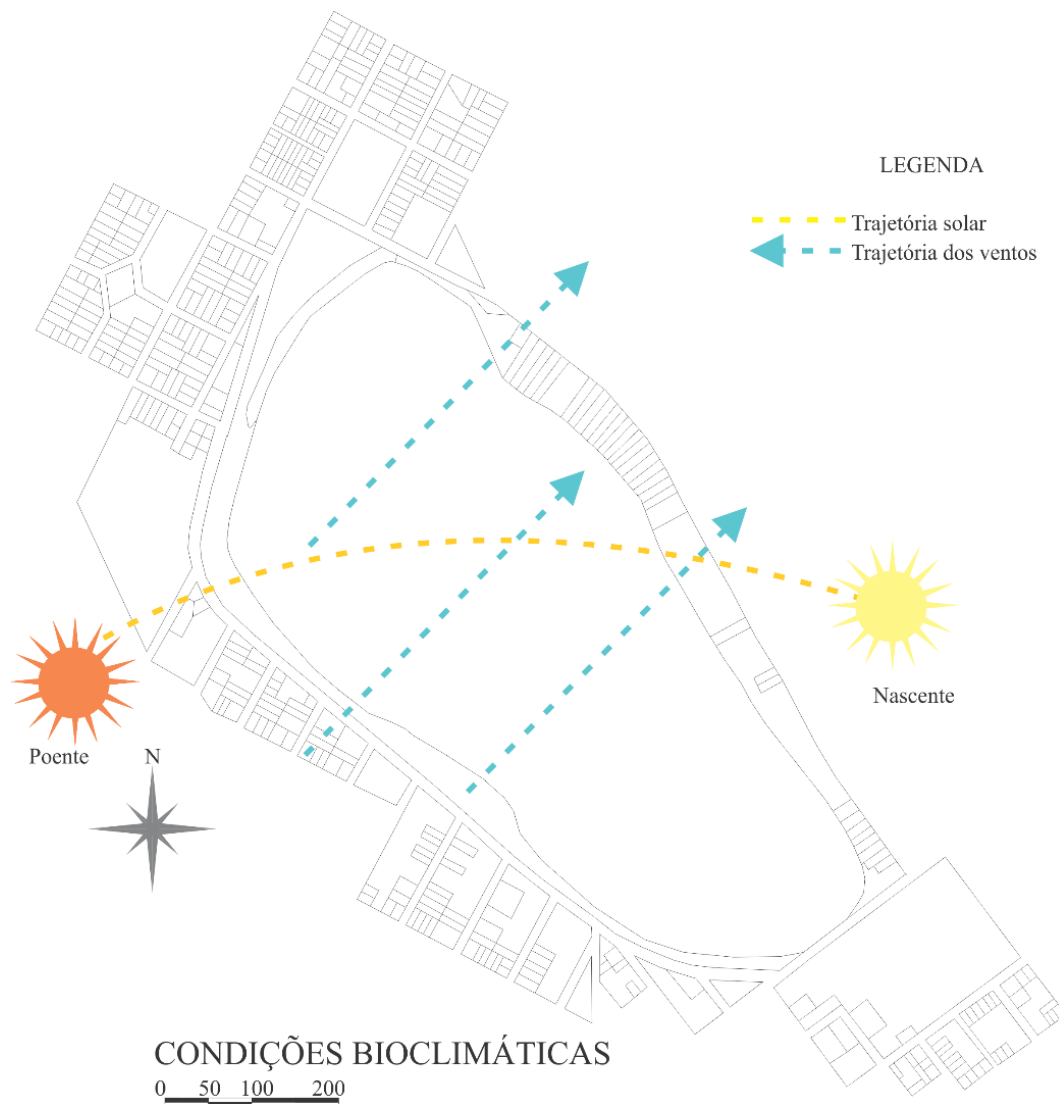 LEGENDA
Trajetória solar
Trajetória dos ventos
Nascente
Poente
N
CONDIÇÕES BIOCLIMÁTICAS
0 50 100 200